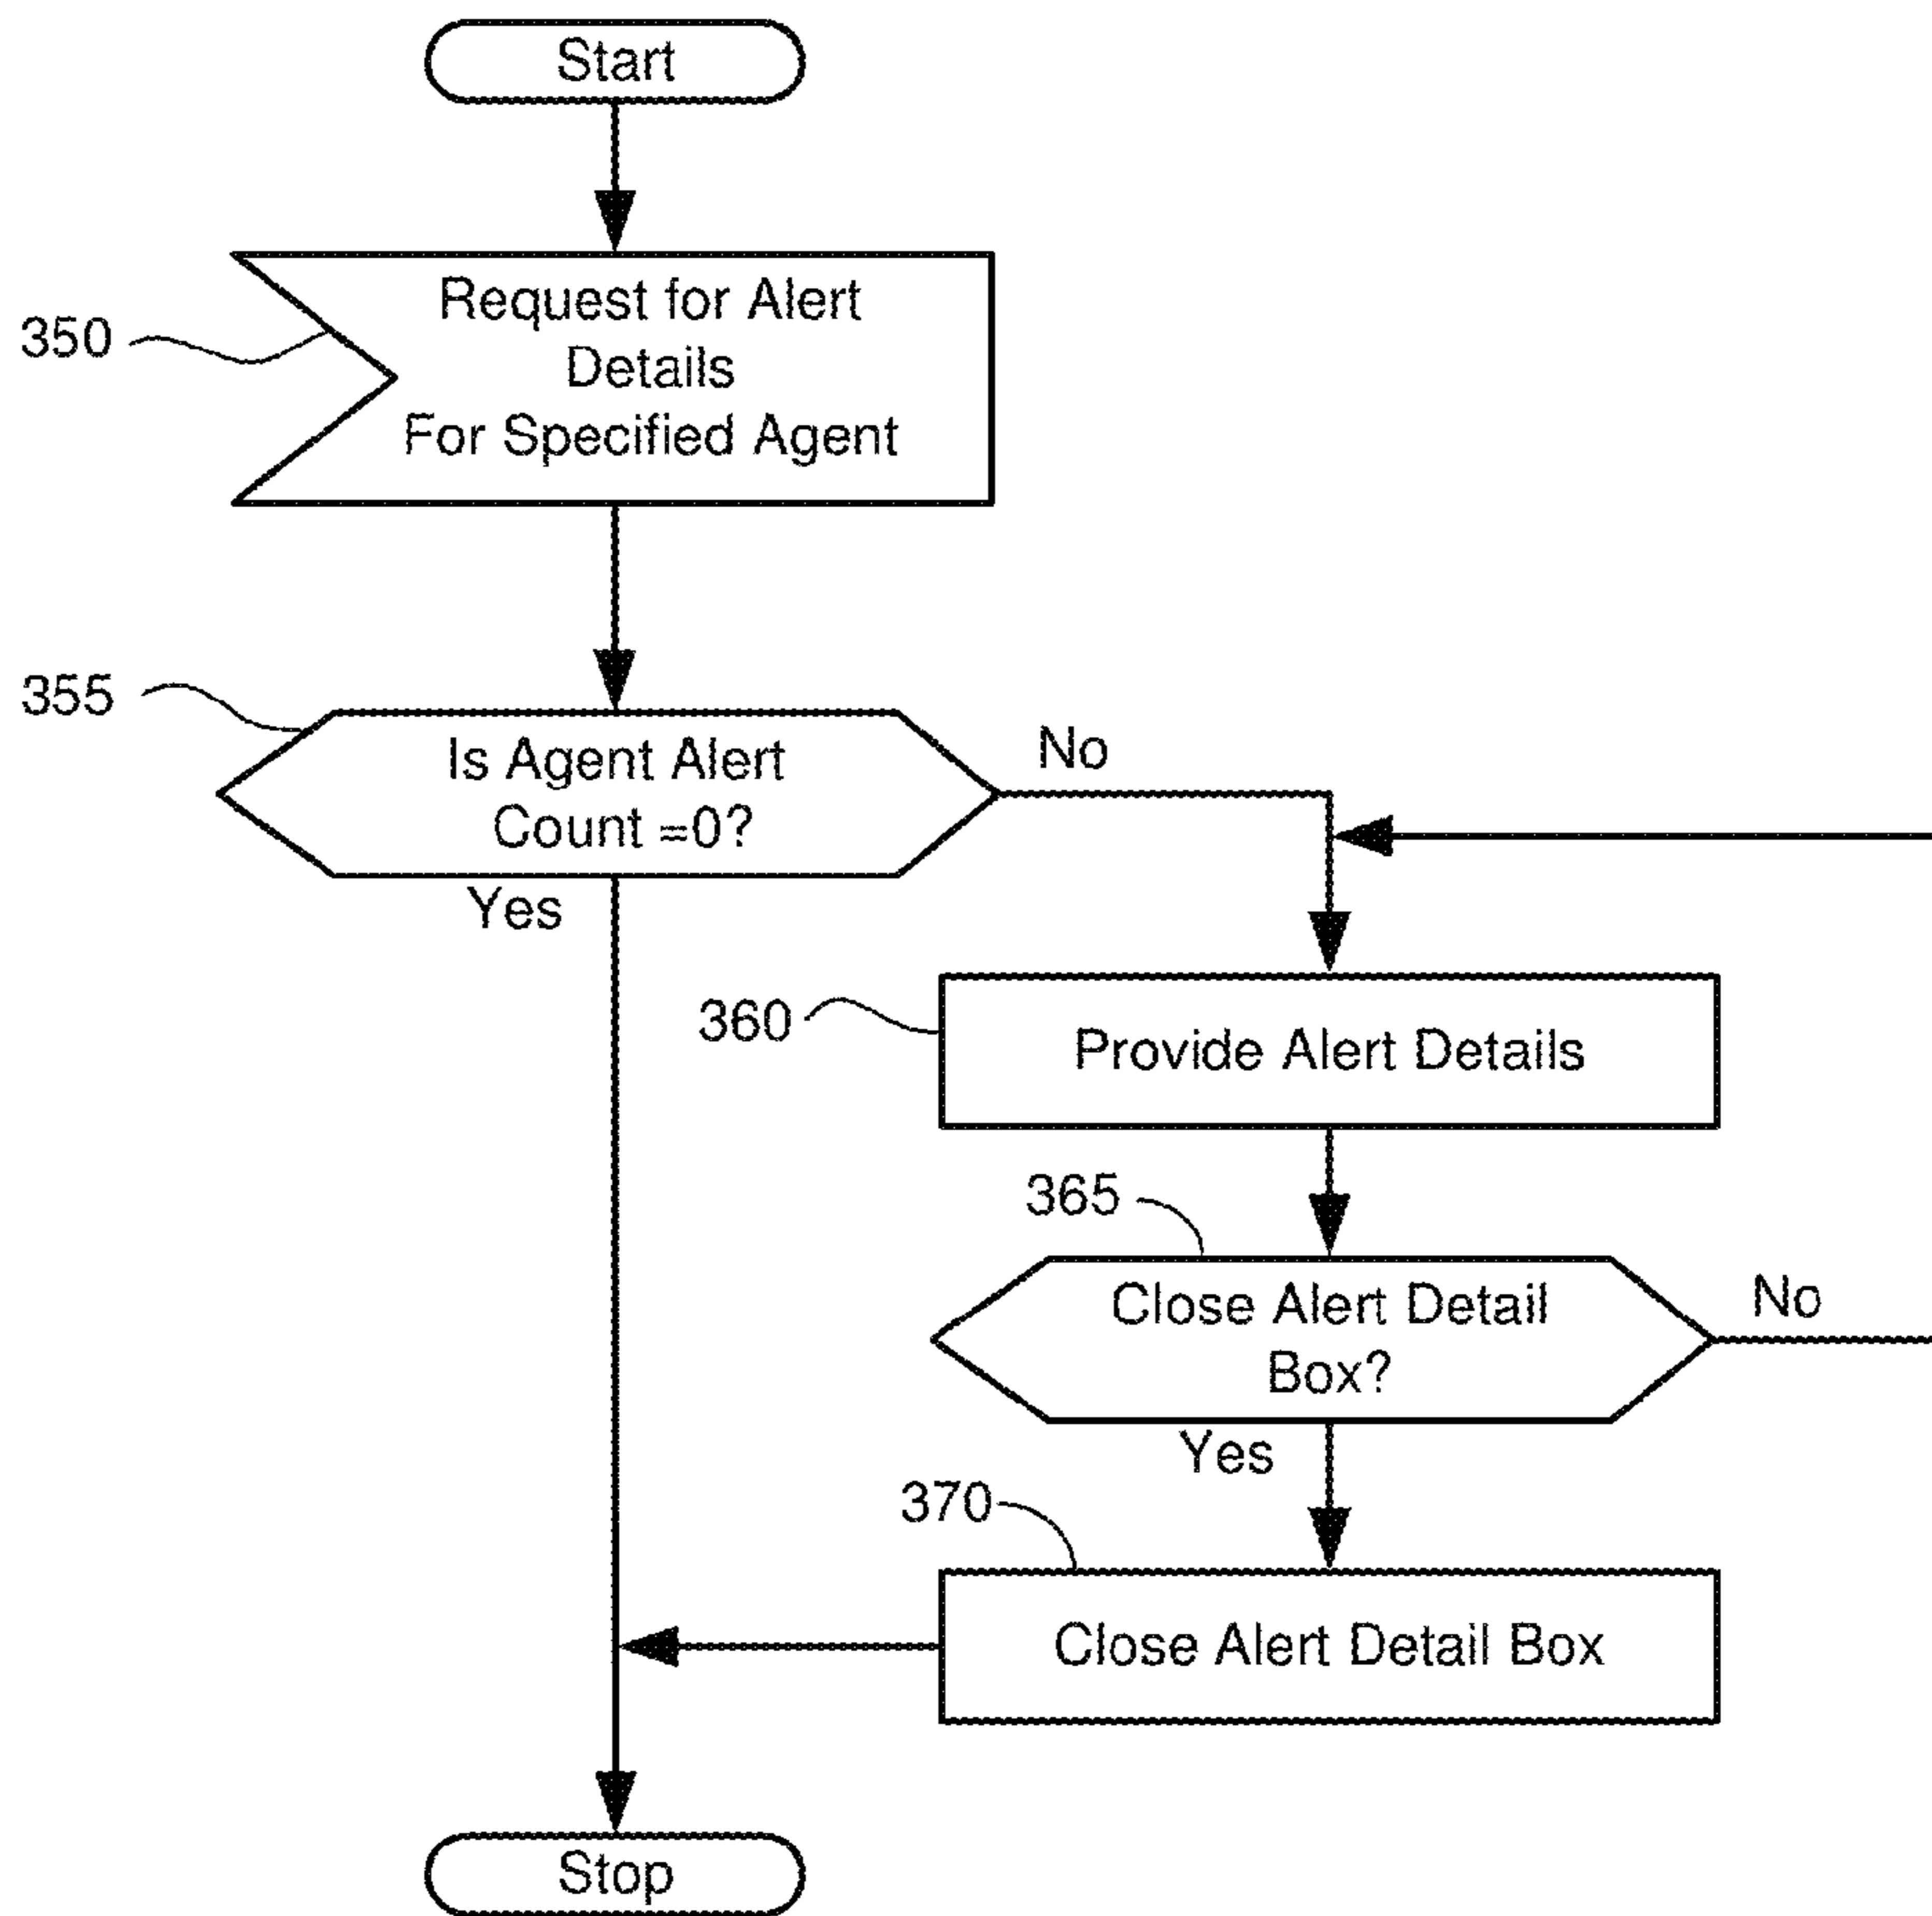 Start
350
Request for Alert
Details
For Specified Agent
355
Is Agent Alert
Count =0?
No
Yes
360
Provide Alert Details
365
Close Alert Detail
Box?
No
Yes
370
Close Alert Detail Box
Stop